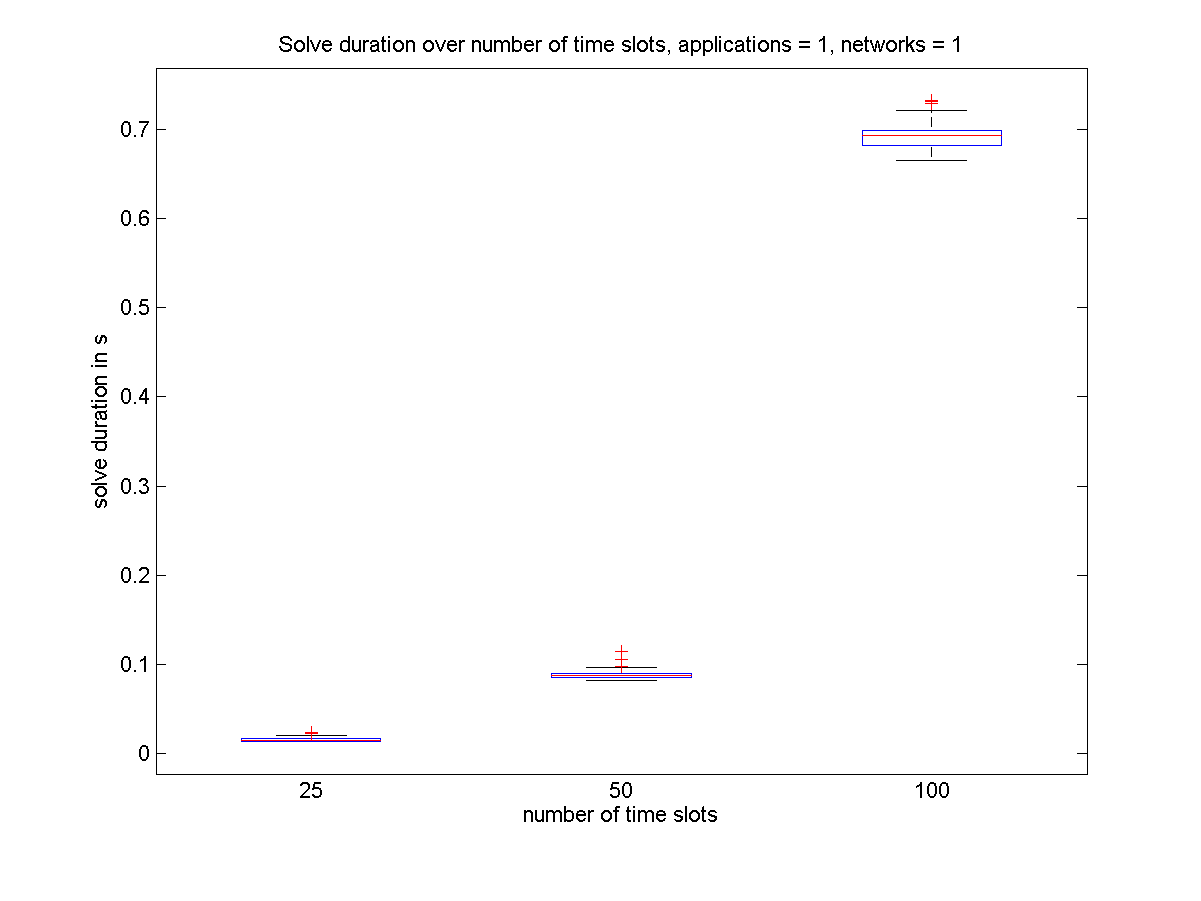 Solve duration over number of time slots, applications = 1, networks = 1
0.7
0.6
0.5
0.4
0.3
0.2
0.1
0
solve duration in s
25 50 100
number of time slots